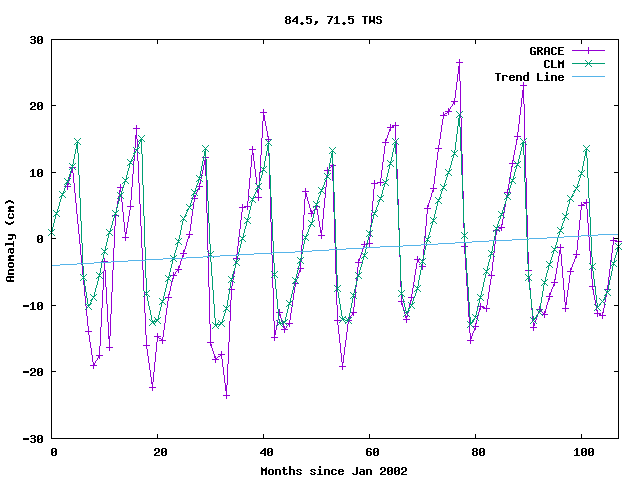 84.5, 71.5 TWS
GRACE
CLM
Trend Line
30
20
10
0
-10
-20
-30
Anomaly (cm)
0 20 40 60 80 100
Months since Jan 2002